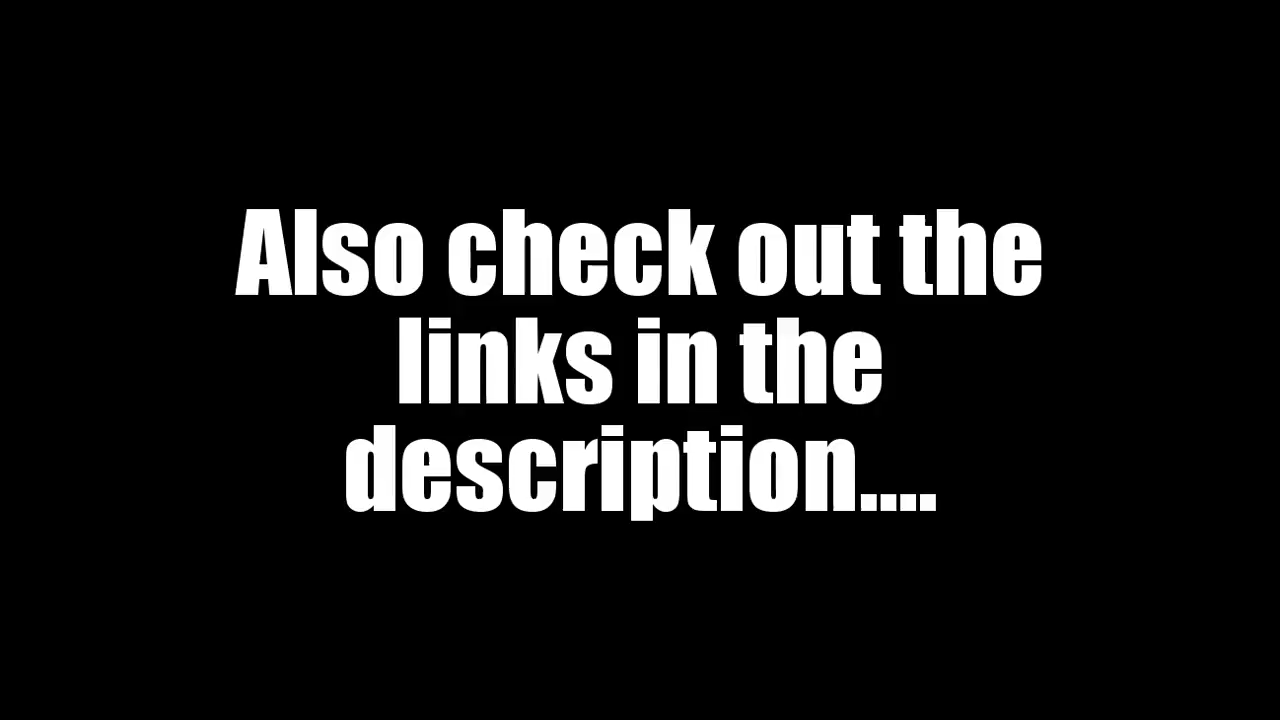 Also check out the
links in the
description....